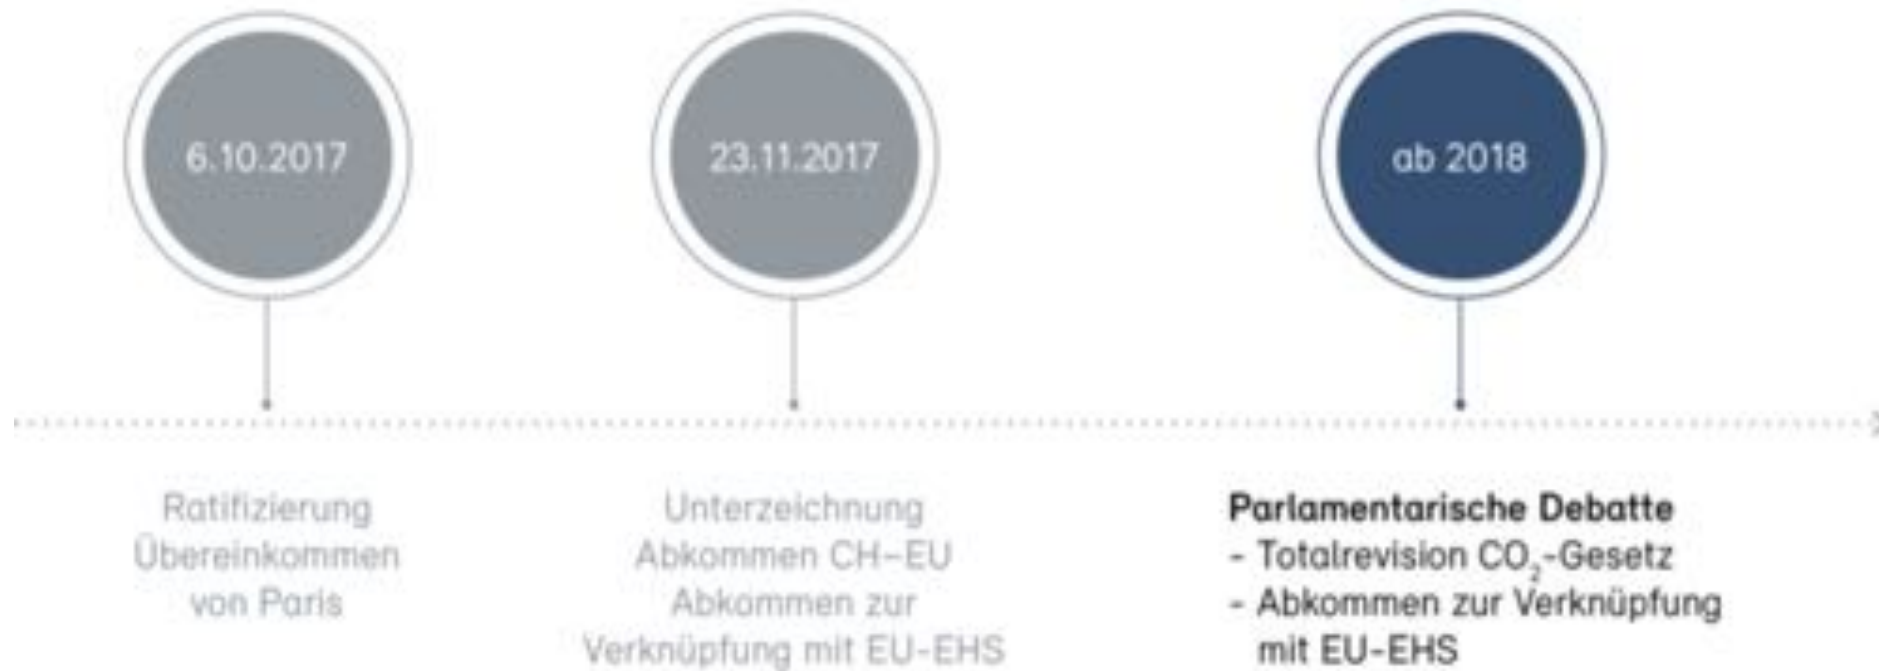 6.10.2017
23.11.2017
ab 2018
Ratifizierung
Übereinkommen
von Paris
Unterzeichnung
Abkommen CH–EU
Abkommen zur
Verknüpfung mit EU-EHS
Parlamentarische Debatte
- Totalrevision CO₂-Gesetz
- Abkommen zur Verknüpfung
mit EU-EHS